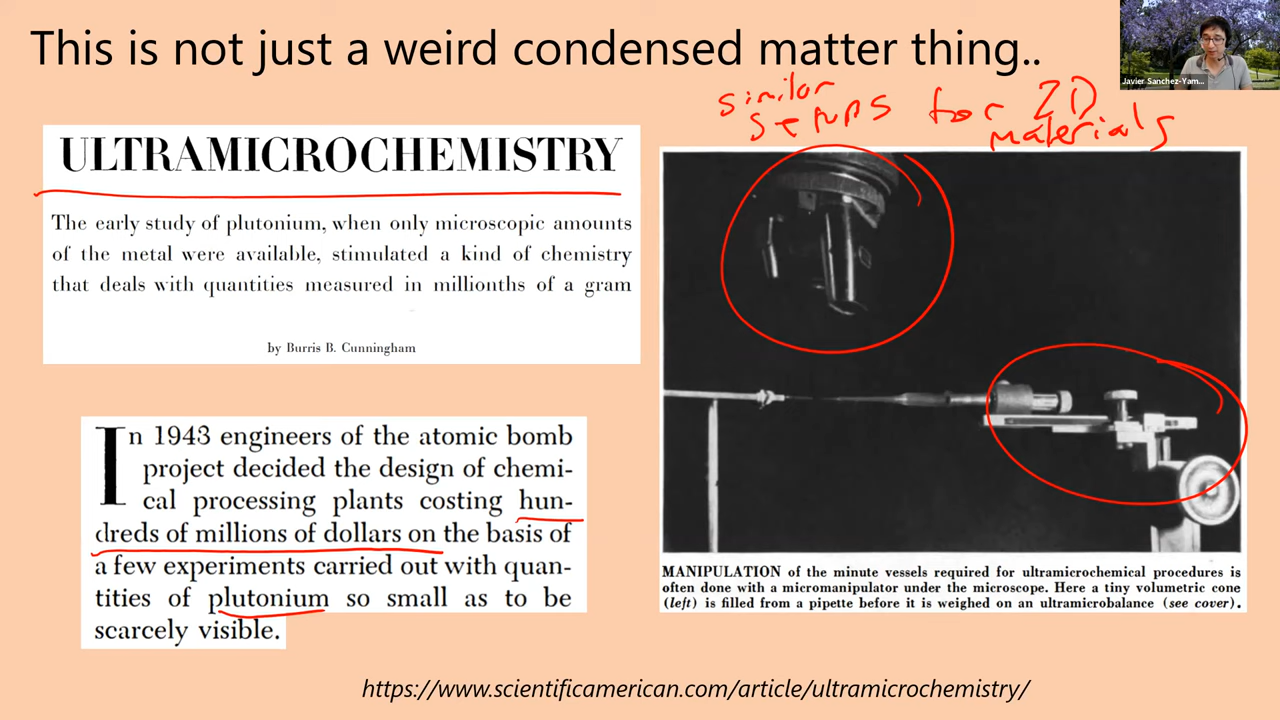 This is not just a weird condensed matter thing..
Javier Sanchez-Yam...
similar
setups for 2D
materials
ULTRAMICROCHEMISTRY
The early study of plutonium, when only microscopic amounts
of the metal were available, stimulated a kind of chemistry
that deals with quantities measured in millionths of a gram
by Burris B. Cunningham
In 1943 engineers of the atomic bomb
project decided the design of chemi-
cal processing plants costing hun-
dreds of millions of dollars on the basis of
a few experiments carried out with quan-
tities of plutonium so small as to be
scarcely visible.
MANIPULATION of the minute vessels required for ultramicrochemical procedures is
often done with a micromanipulator under the microscope. Here a tiny volumetric cone
(left) is filled from a pipette before it is weighed on an ultramicrobalance (see cover).
https://www.scientificamerican.com/article/ultramicrochemistry/